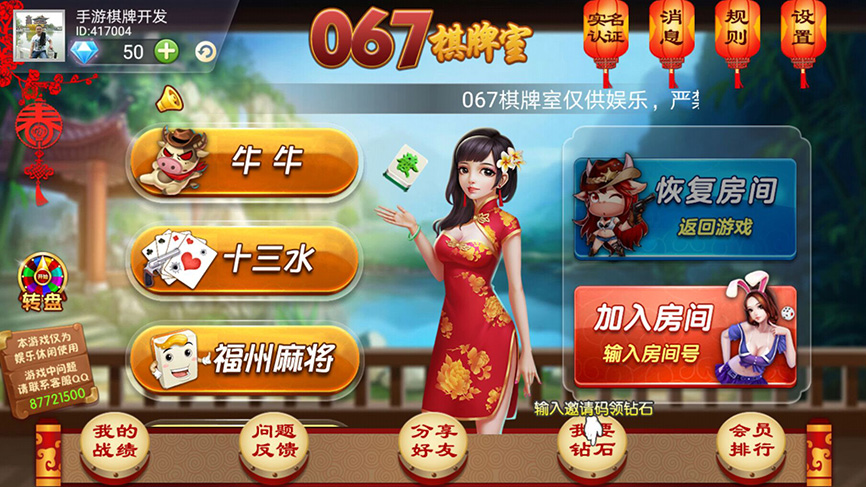 手游棋牌开发
ID:417004
50
067棋牌室
实名
认证
消息
规则
设置
067棋牌室仅供娱乐，严禁
春
牛牛
十三水
福州麻将
恢复房间
返回游戏
加入房间
输入房间号
开始
转盘
本游戏仅为
娱乐休闲使用
游戏中问题
请联系客服QQ
87721500
输入邀请码领钻石
我的
战绩
问题
反馈
分享
好友
我要
钻石
会员
排行